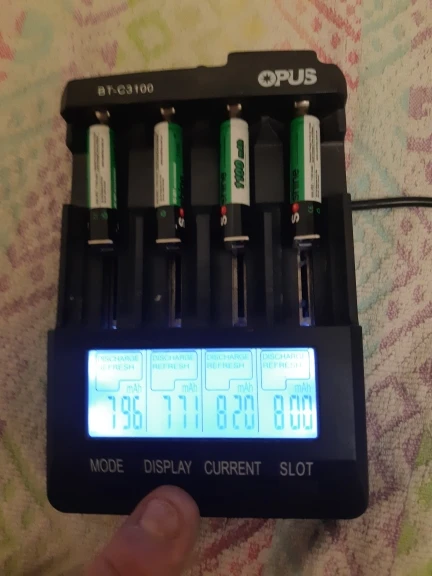 OPUS
BT-C3100
1100 mAh
DISCHARGE DISCHARGE DISCHARGE DISCHARGE
REFRESH REFRESH REFRESH REFRESH
mAh mAh mAh mAh
796 771 820 800
MODE DISPLAY CURRENT SLOT